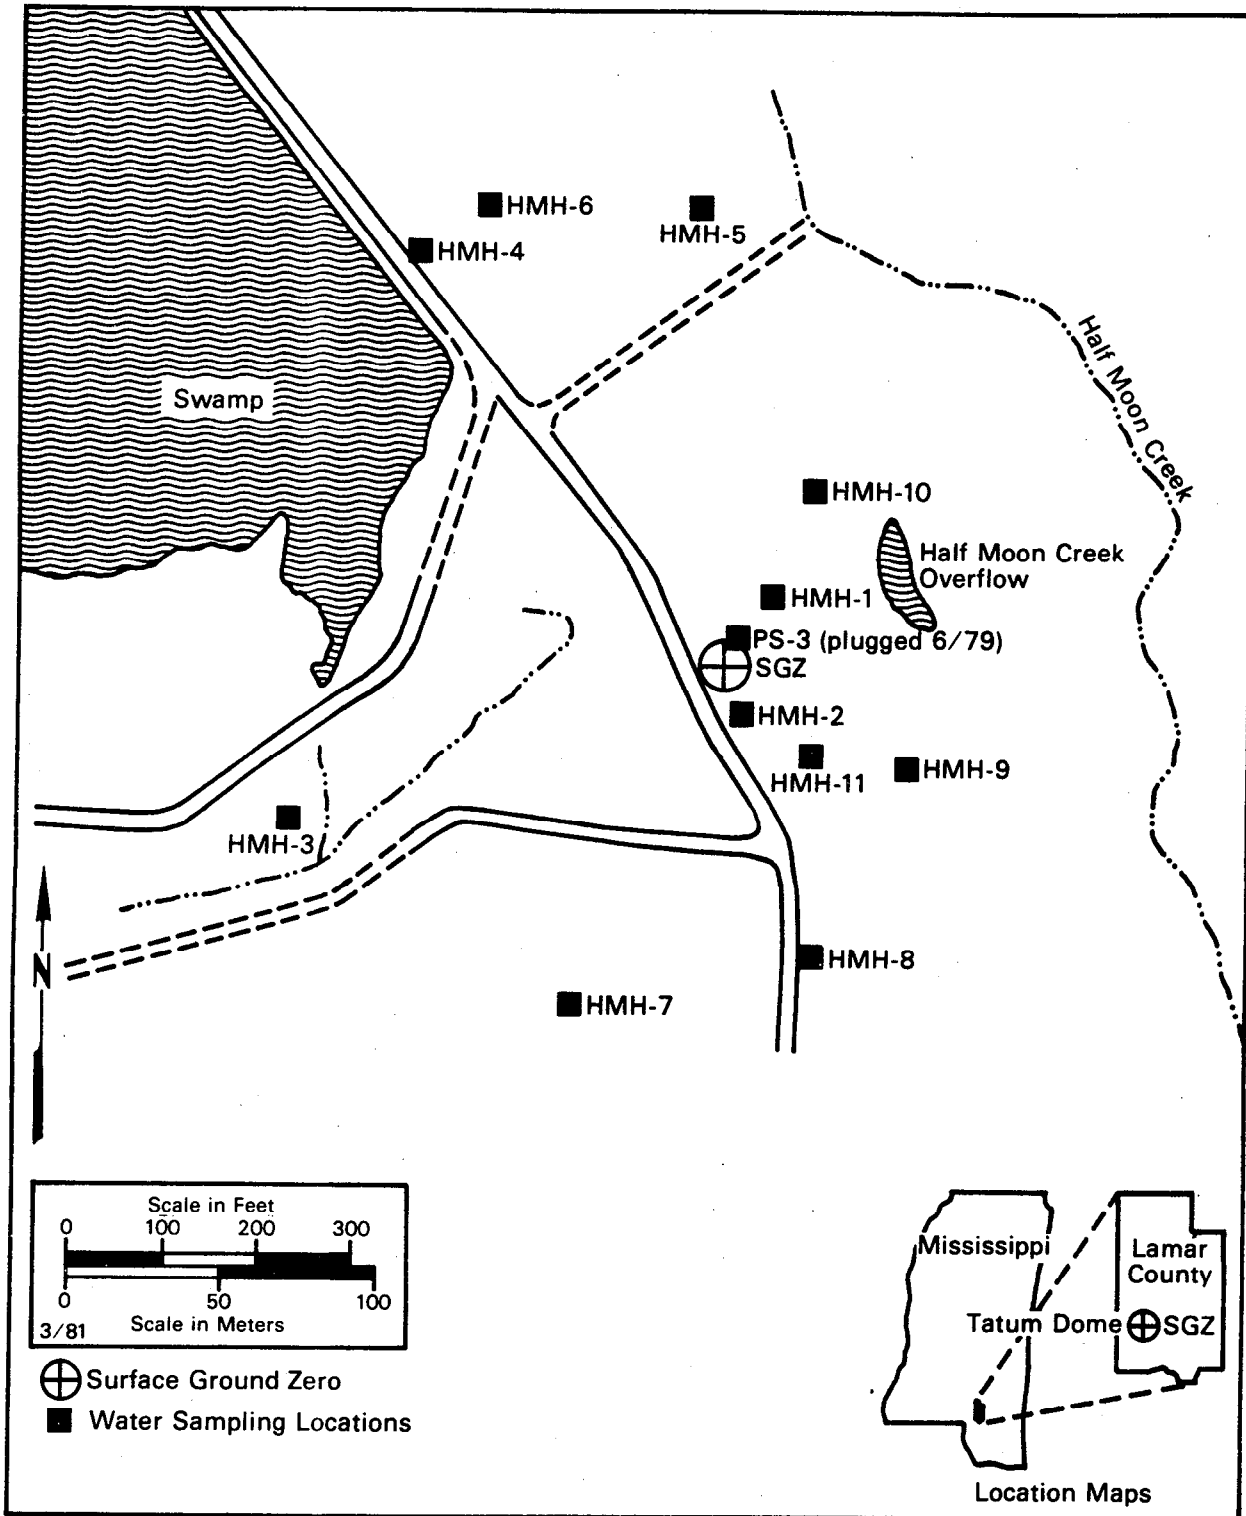 HMH-6
HMH-5
HMH-4
Half Moon Creek
Swamp
HMH-10
Half Moon Creek
Overflow
HMH-1
PS-3 (plugged 6/79)
SGZ
HMH-2
HMH-11
HMH-9
HMH-3
N
HMH-8
HMH-7
Scale in Feet
0 100 200 300
0 50 100
3/81 Scale in Meters
Surface Ground Zero
Water Sampling Locations
Mississippi
Lamar
County
Tatum Dome SGZ
Location Maps